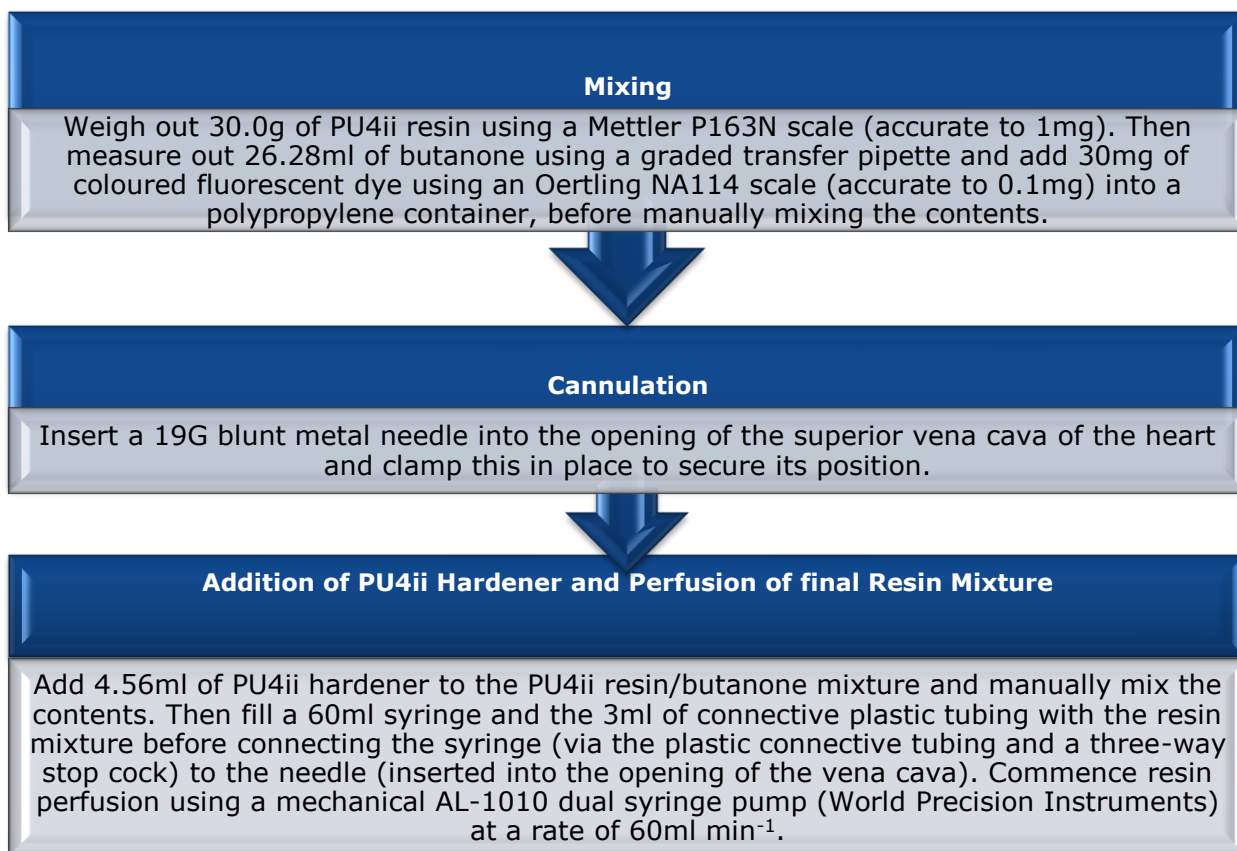 Mixing
Weigh out 30.0g of PU4ii resin using a Mettler P163N scale (accurate to 1mg). Then
measure out 26.28ml of butanone using a graded transfer pipette and add 30mg of
coloured fluorescent dye using an Oertling NA114 scale (accurate to 0.1mg) into a
polypropylene container, before manually mixing the contents.
Cannulation
Insert a 19G blunt metal needle into the opening of the superior vena cava of the heart
and clamp this in place to secure its position.
Addition of PU4ii Hardener and Perfusion of final Resin Mixture
Add 4.56ml of PU4ii hardener to the PU4ii resin/butanone mixture and manually mix the
contents. Then fill a 60ml syringe and the 3ml of connective plastic tubing with the resin
mixture before connecting the syringe (via the plastic connective tubing and a three-way
stop cock) to the needle (inserted into the opening of the vena cava). Commence resin
perfusion using a mechanical AL-1010 dual syringe pump (World Precision Instruments)
at a rate of 60ml min⁻¹.